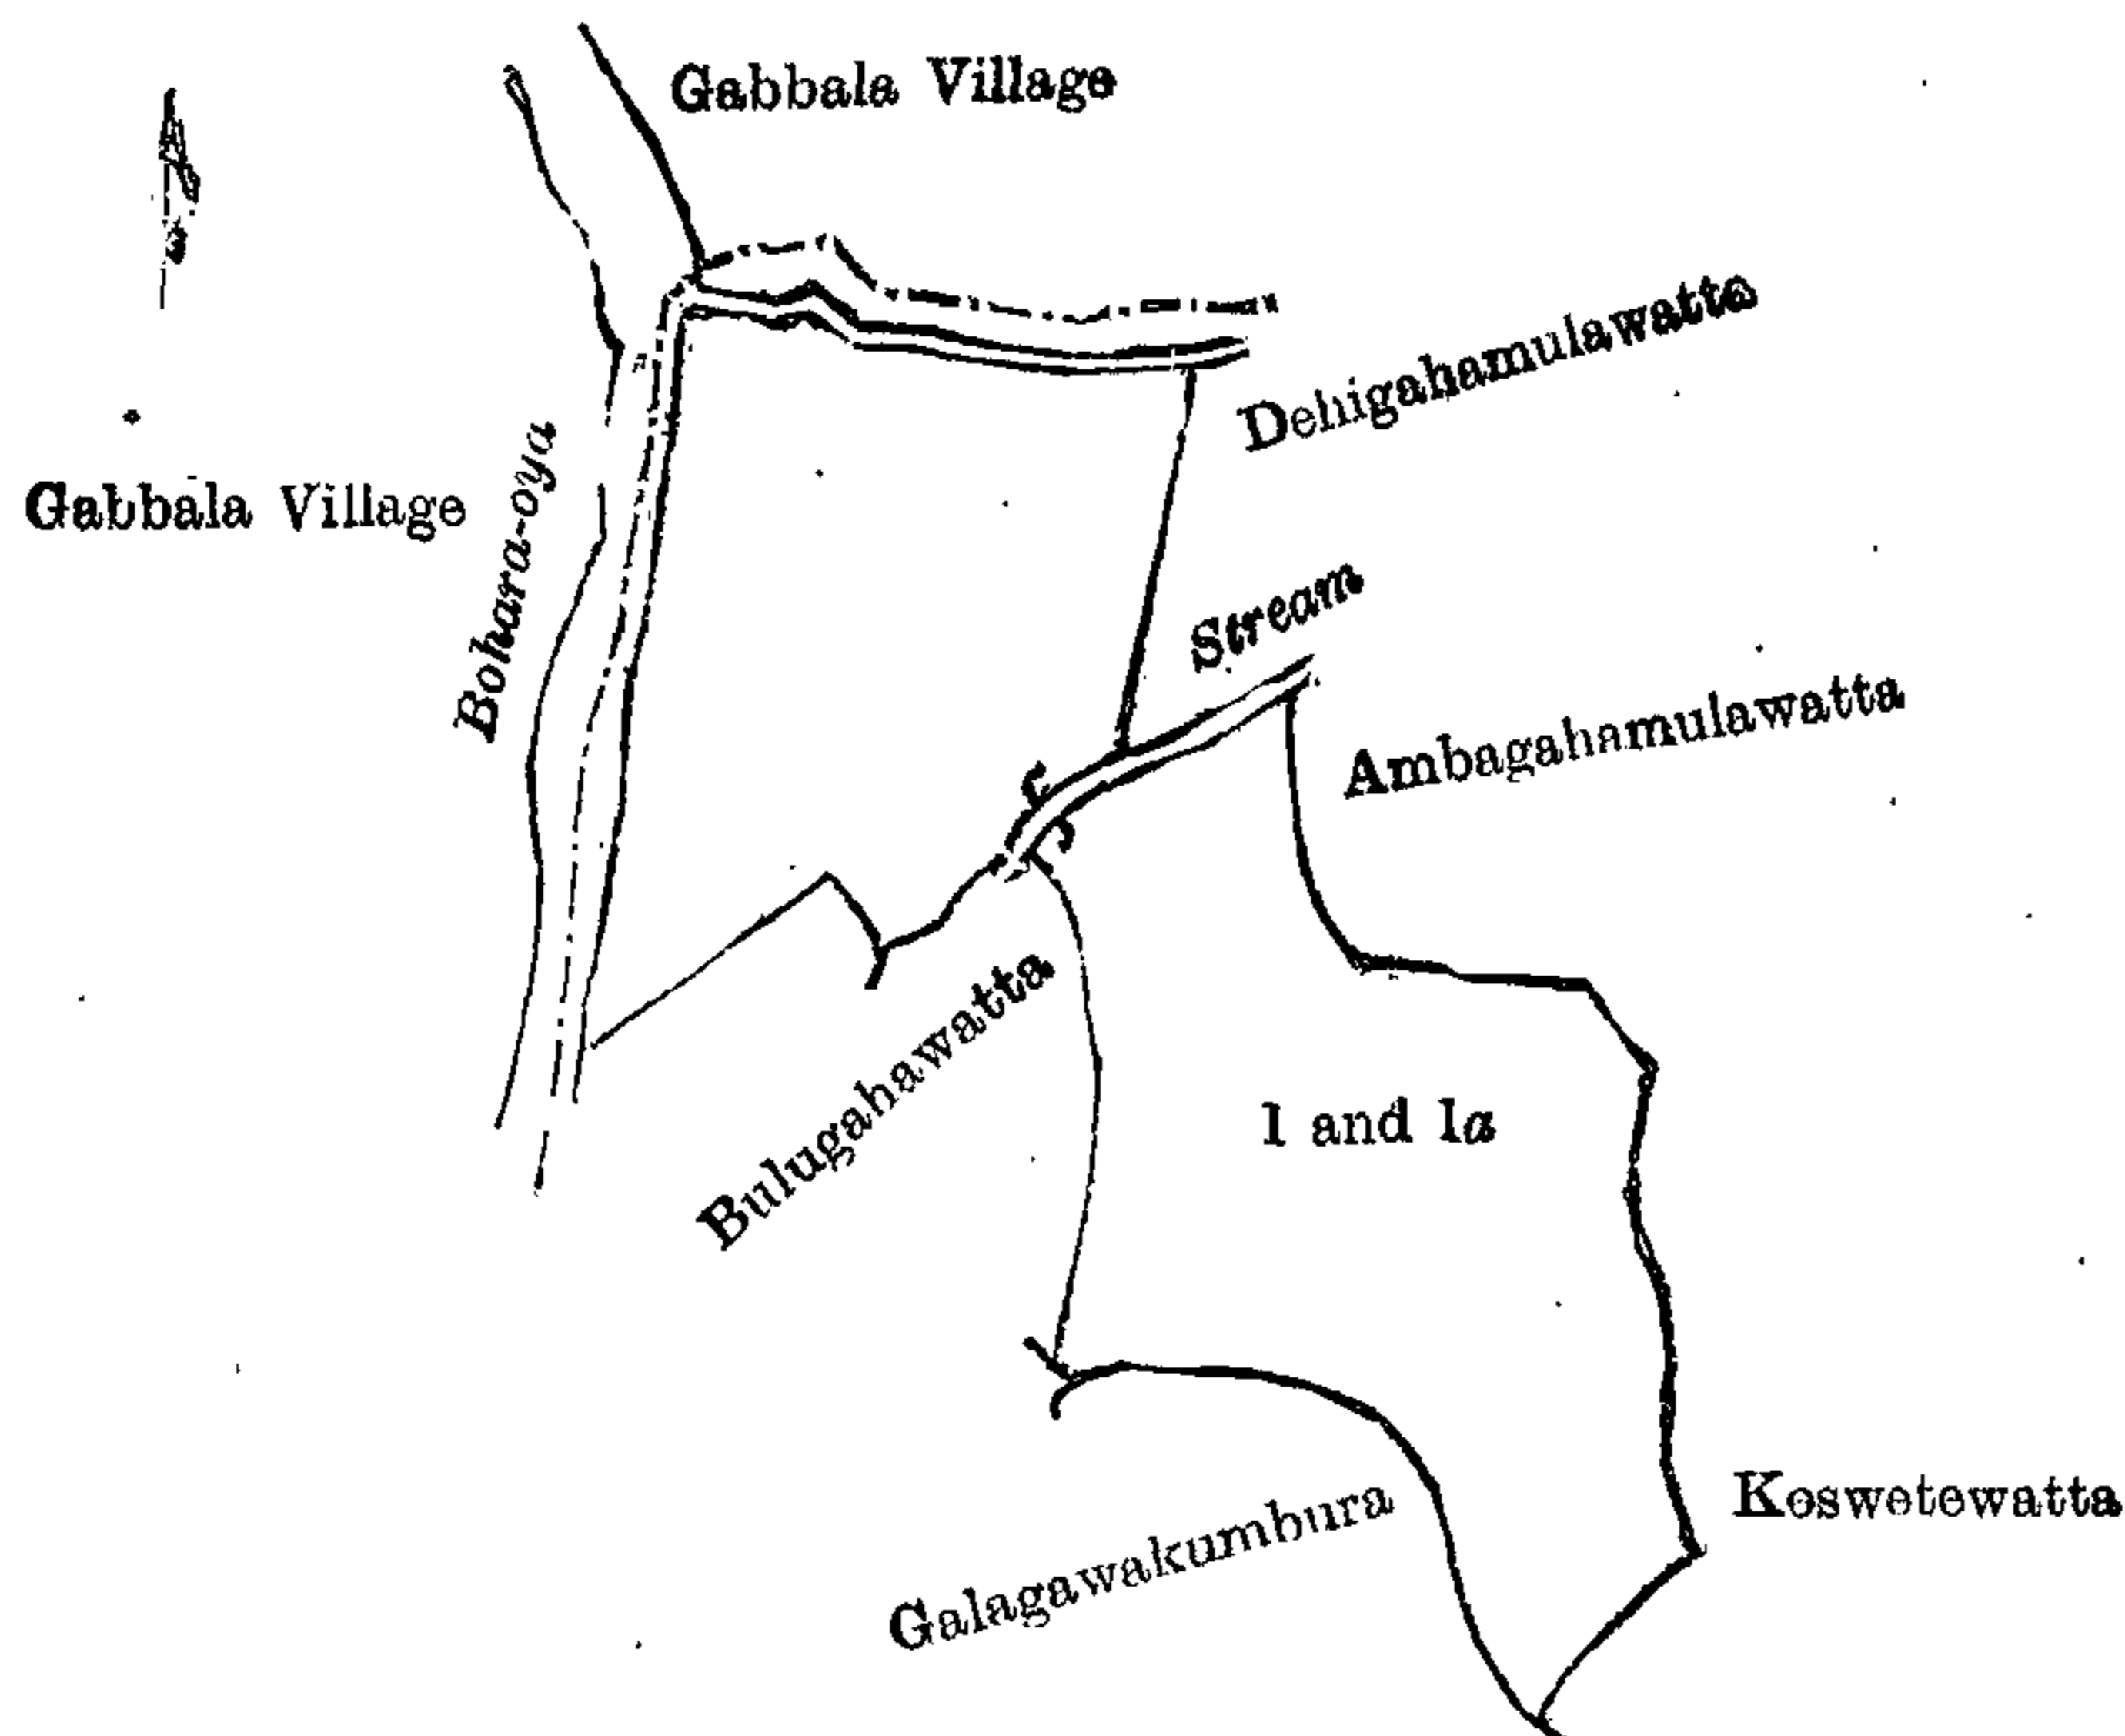 Gabbala Village
Dehigahamulawatta
Gabbala Village
Bohara-oya
Stream
Ambagahamulawatta
Bulugahawatta
1 and 1a
Koswetewatta
Galagawakumbura